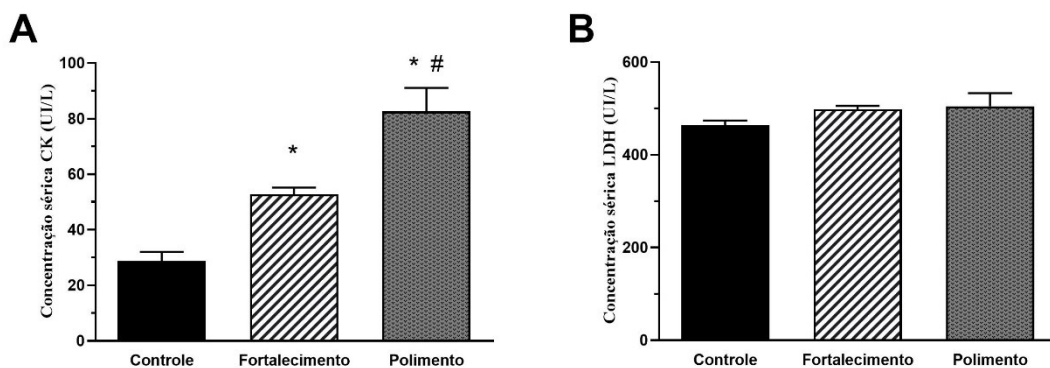 A
Concentração sérica CK (UI/L)
100
80
60
40
20
0
*
* #
Controle Fortalecimento Polimento
B
Concentração sérica LDH (UI/L)
600
400
200
0
Controle Fortalecimento Polimento